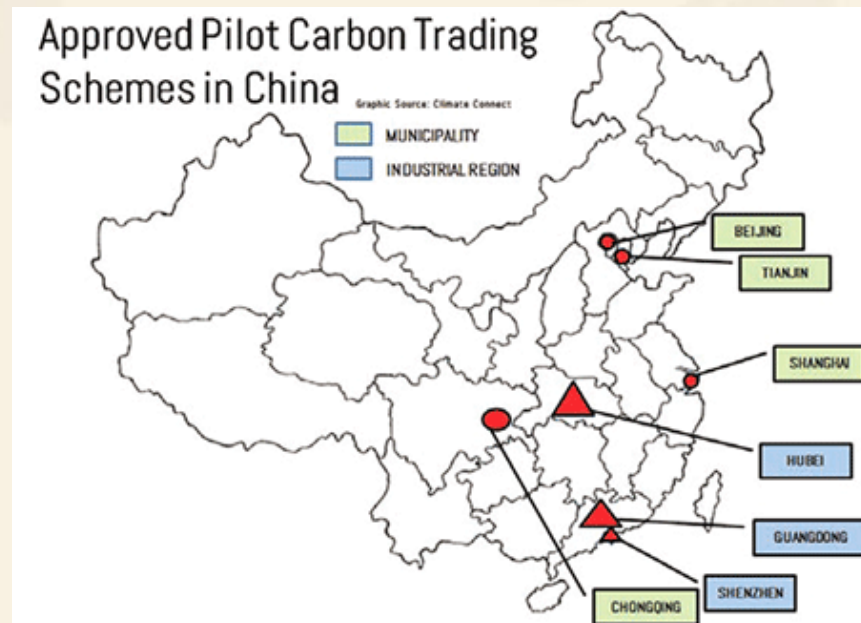 Approved Pilot Carbon Trading
Schemes in China
Graphic Source: Climate Connect
MUNICIPALITY
INDUSTRIAL REGION
BEIJING
TIANJIN
SHANGHAI
HUBEI
GUANGDONG
SHENZHEN
CHONGQING